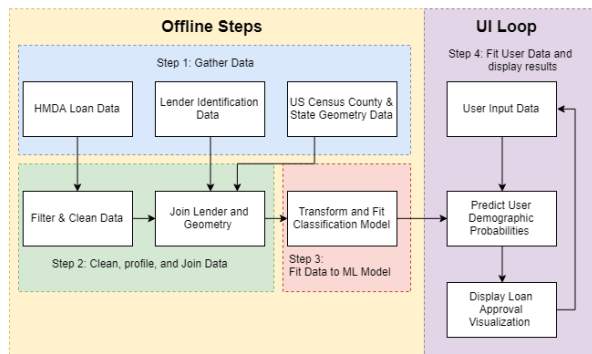 Offline Steps
UI Loop
Step 1: Gather Data
Step 4: Fit User Data and
display results
HMDA Loan Data
Lender Identification
Data
US Census County &
State Geometry Data
User Input Data
Filter & Clean Data
Join Lender and
Geometry
Transform and Fit
Classification Model
Predict User
Demographic
Probabilities
Step 2: Clean, profile, and Join Data
Step 3:
Fit Data to ML Model
Display Loan
Approval
Visualization